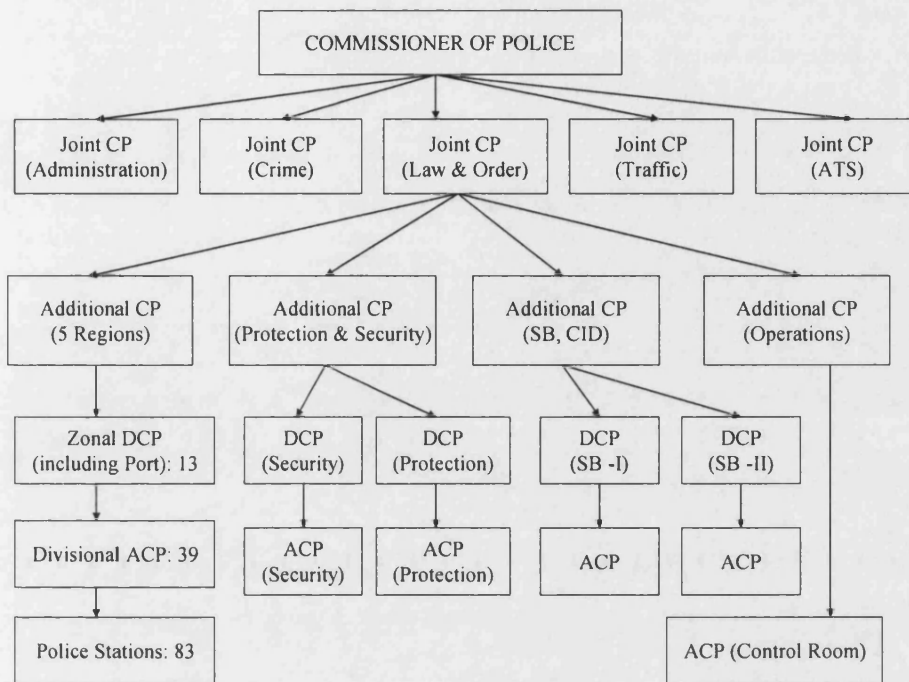 COMMISSIONER OF POLICE
Joint CP
(Administration)
Joint CP
(Crime)
Joint CP
(Law & Order)
Joint CP
(Traffic)
Joint CP
(ATS)
Additional CP
(5 Regions)
Additional CP
(Protection & Security)
Additional CP
(SB, CID)
Additional CP
(Operations)
Zonal DCP
(including Port): 13
DCP
(Security)
DCP
(Protection)
DCP
(SB -I)
DCP
(SB -II)
Divisional ACP: 39
ACP
(Security)
ACP
(Protection)
ACP
ACP
Police Stations: 83
ACP (Control Room)